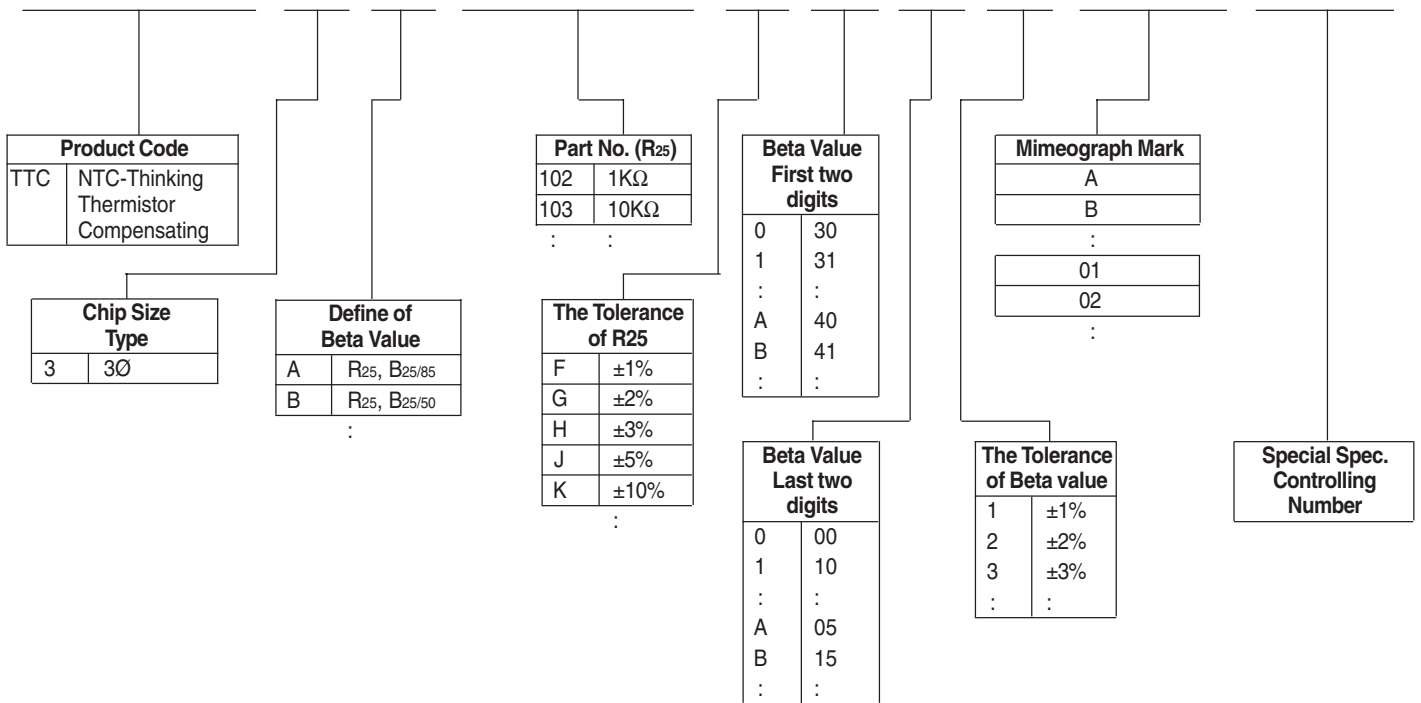 Product Code
TTC NTC-Thinking
Thermistor
Compensating
Chip Size
Type
3 3Ø
Define of
Beta Value
A R25, B25/85
B R25, B25/50
:
Part No. (R25)
102 1KΩ
103 10KΩ
: :
The Tolerance
of R25
F ±1%
G ±2%
H ±3%
J ±5%
K ±10%
:
Beta Value
First two
digits
0 30
1 31
: :
A 40
B 41
: :
Beta Value
Last two
digits
0 00
1 10
: :
A 05
B 15
: :
Mimeograph Mark
A
B
:
01
02
:
The Tolerance
of Beta value
1 ±1%
2 ±2%
3 ±3%
: :
Special Spec.
Controlling
Number